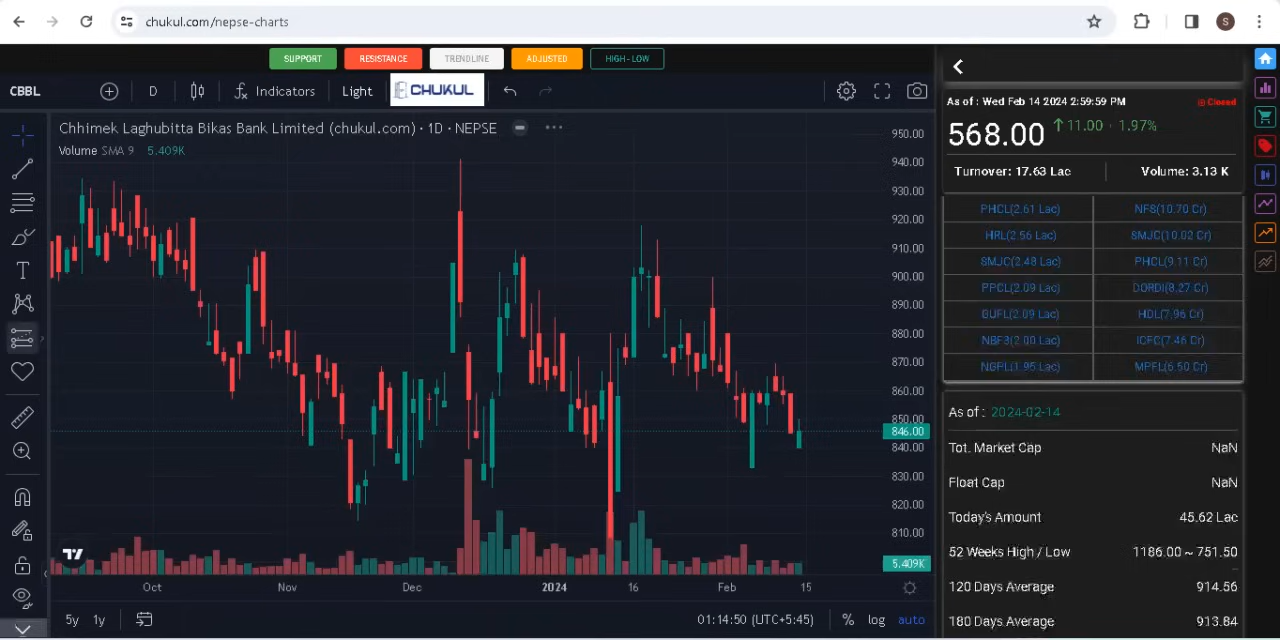 chukul.com/nepse-charts
S
SUPPORT RESISTANCE TRENDLINE ADJUSTED HIGH-LOW
CBBL D Indicators Light CHUKUL
Chhimek Laghubitta Bikas Bank Limited (chukul.com) · 1D · NEPSE
Volume SMA 9 5.409K
950.00
940.00
930.00
920.00
910.00
900.00
890.00
880.00
870.00
860.00
850.00
846.00
840.00
830.00
820.00
810.00
5.409K
Oct Nov Dec 2024 16 Feb 15
5y 1y 01:14:50 (UTC+5:45) % log auto
As of : Wed Feb 14 2024 2:59:59 PM Closed
568.00 ↑ 11.00 · 1.97%
Turnover: 17.63 Lac Volume: 3.13 K
PHCL(2.61 Lac) NFS(10.70 Cr)
HRL(2.56 Lac) SMJC(10.02 Cr)
SMJC(2.48 Lac) PHCL(9.11 Cr)
PPCL(2.09 Lac) DORDI(8.27 Cr)
GUFL(2.09 Lac) HDL(7.96 Cr)
NBF3(2.00 Lac) ICFC(7.46 Cr)
NGPL(1.95 Lac) MPFL(6.50 Cr)
As of : 2024-02-14
Tot. Market Cap NaN
Float Cap NaN
Today's Amount 45.62 Lac
52 Weeks High / Low 1186.00 ~ 751.50
120 Days Average 914.56
180 Days Average 913.84